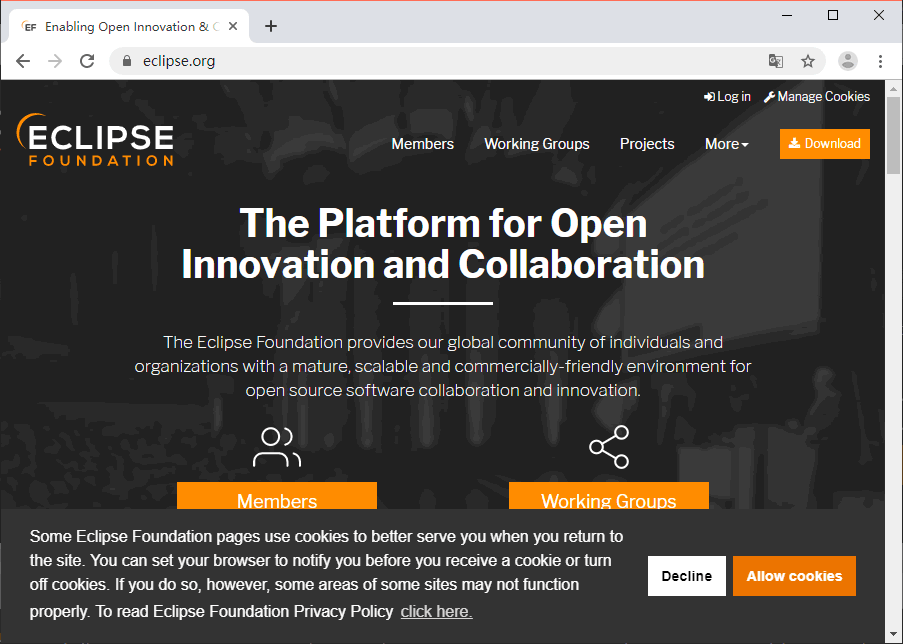 EF Enabling Open Innovation & C
eclipse.org
Log in Manage Cookies
ECLIPSE
FOUNDATION
Members Working Groups Projects More Download
The Platform for Open
Innovation and Collaboration
The Eclipse Foundation provides our global community of individuals and
organizations with a mature, scalable and commercially-friendly environment for
open source software collaboration and innovation.
Members Working Groups
Some Eclipse Foundation pages use cookies to better serve you when you return to
the site. You can set your browser to notify you before you receive a cookie or turn
off cookies. If you do so, however, some areas of some sites may not function
properly. To read Eclipse Foundation Privacy Policy click here.
Decline Allow cookies